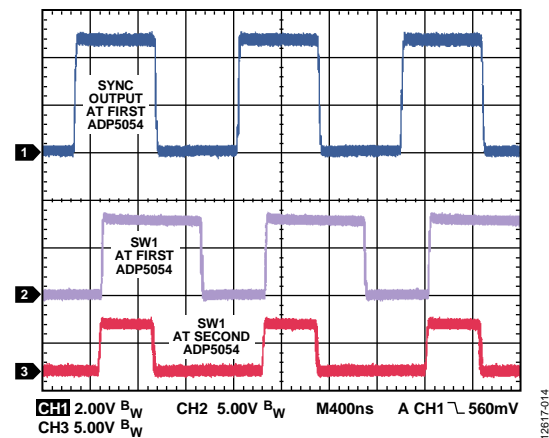 SYNC
OUTPUT
AT FIRST
ADP5054
1
SW1
AT FIRST
ADP5054
2
SW1
AT SECOND
ADP5054
3
CH1 2.00V BW CH2 5.00V BW M400ns A CH1 560mV
CH3 5.00V BW
12617-014